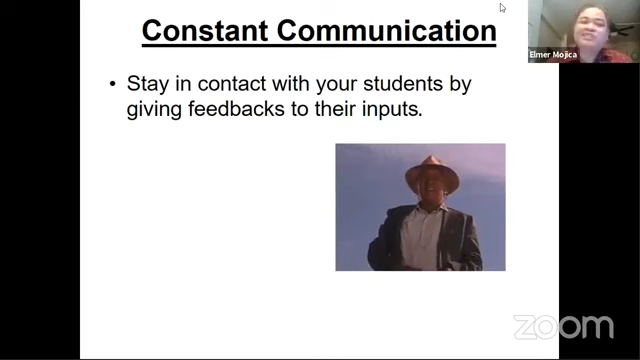 Constant Communication
Elmer Mojica
• Stay in contact with your students by
giving feedbacks to their inputs.
zoom